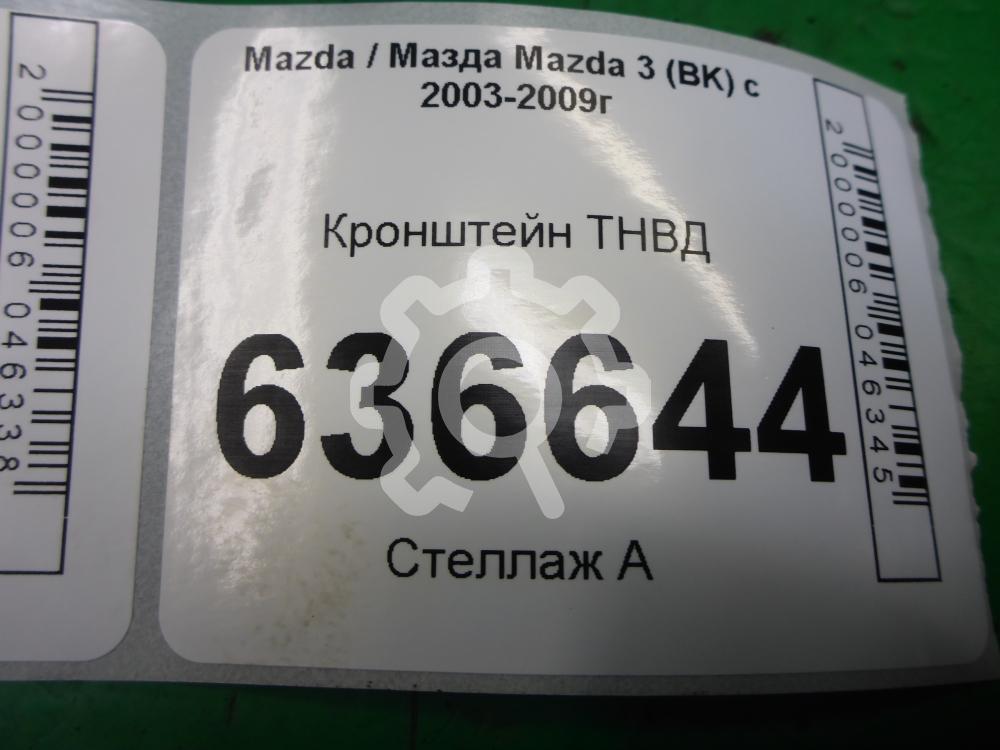 Mazda / Мазда Mazda 3 (BK) с
2003-2009г
Кронштейн ТНВД
636644
Стеллаж А
2000006046345
2000006046338